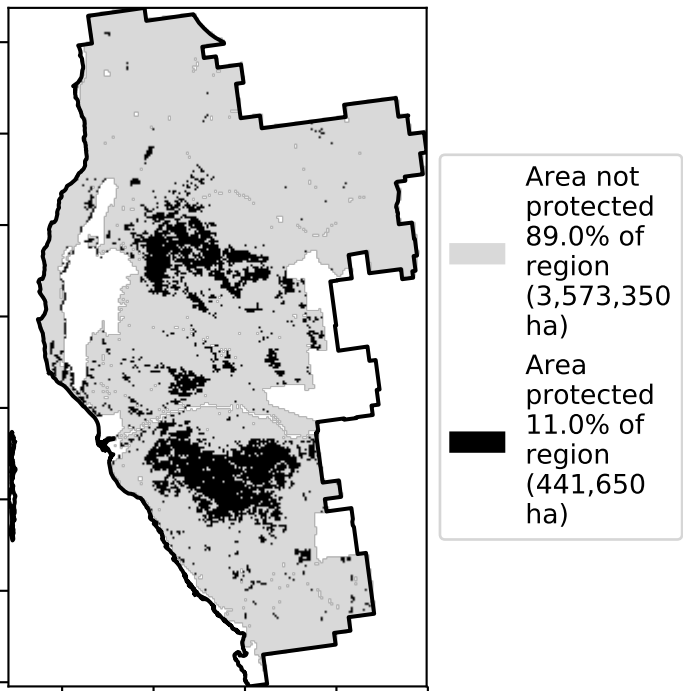 Area not
protected
89.0% of
region
(3,573,350
ha)
Area
protected
11.0% of
region
(441,650
ha)